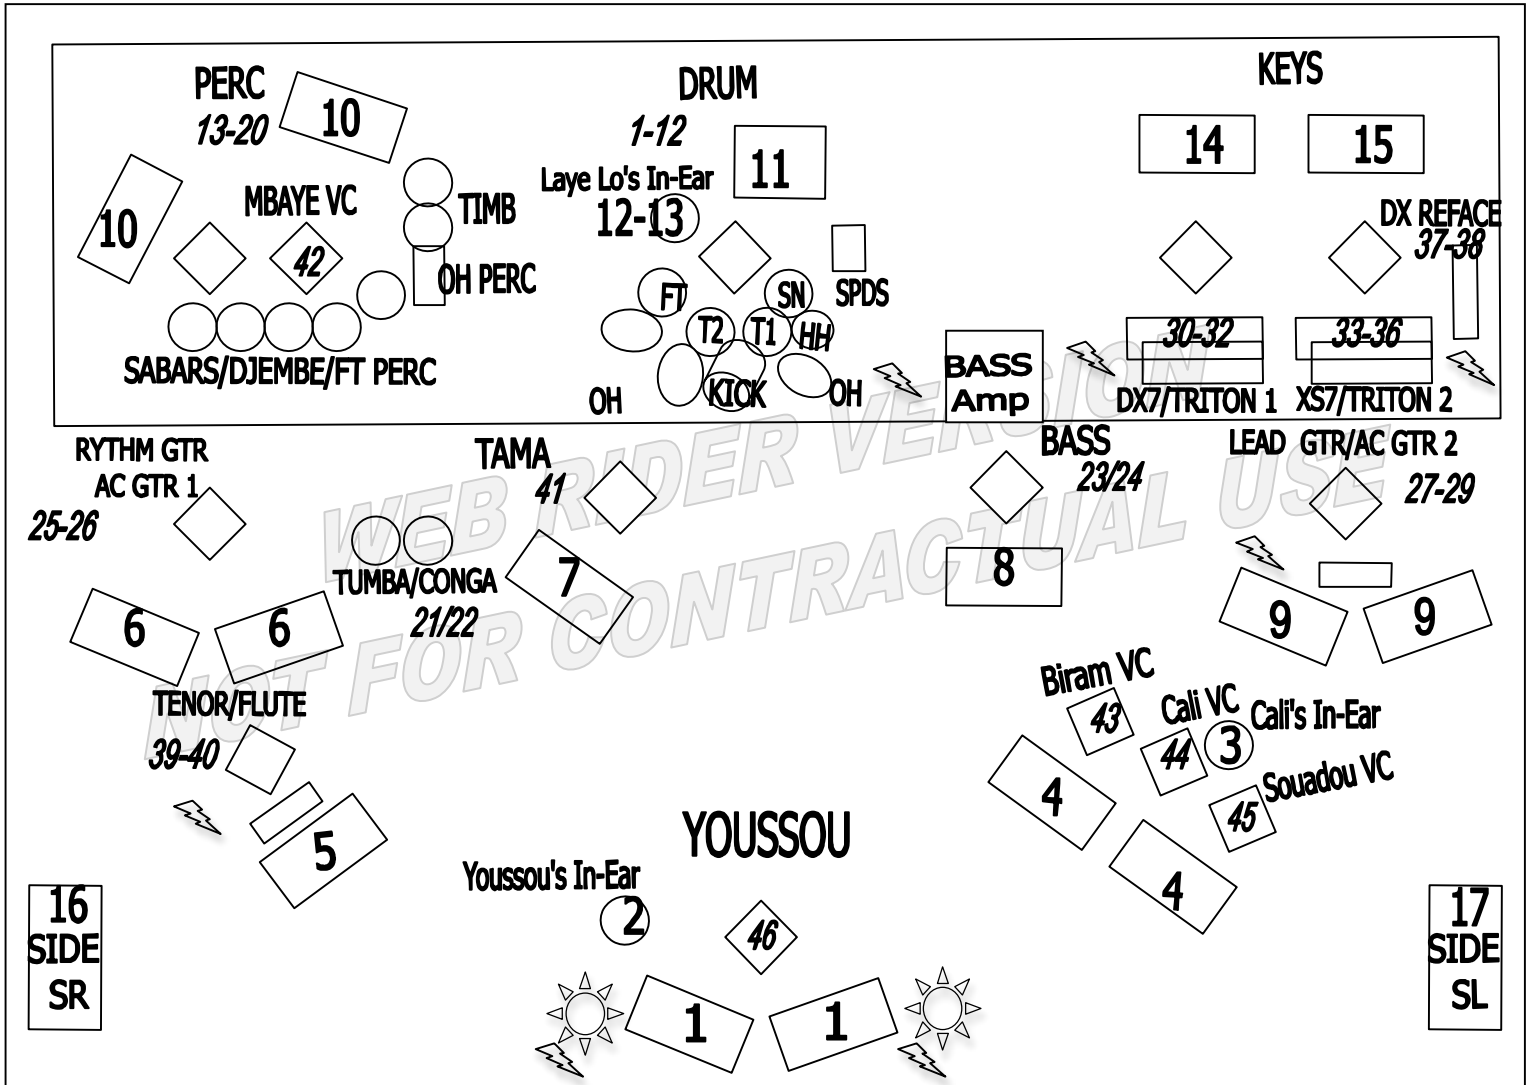 PERC
10
13-20
DRUM
1-12
KEYS
14
15
11
Laye Lo's In-Ear
12-13
10
MBAYE VC
42
TIMB
OH PERC
DX REFACE
37-38
FT
SN
SPDS
T2
T1
HH
30-32
33-36
SABARS/DJEMBE/FT PERC
OH
KICK
OH
BASS
Amp
DX7/TRITON 1
XS7/TRITON 2
RYTHM GTR
AC GTR 1
25-26
TAMA
41
BASS
23/24
LEAD GTR/AC GTR 2
27-29
WEB RIDER VERSION
NOT FOR CONTRACTUAL USE
TUMBA/CONGA
21/22
7
8
6
6
9
9
TENOR/FLUTE
39-40
5
Biram VC
43
Cali VC
44
3
Cali's In-Ear
Souadou VC
45
4
4
YOUSSOU
Youssou's In-Ear
2
46
16
SIDE
SR
17
SIDE
SL
1
1